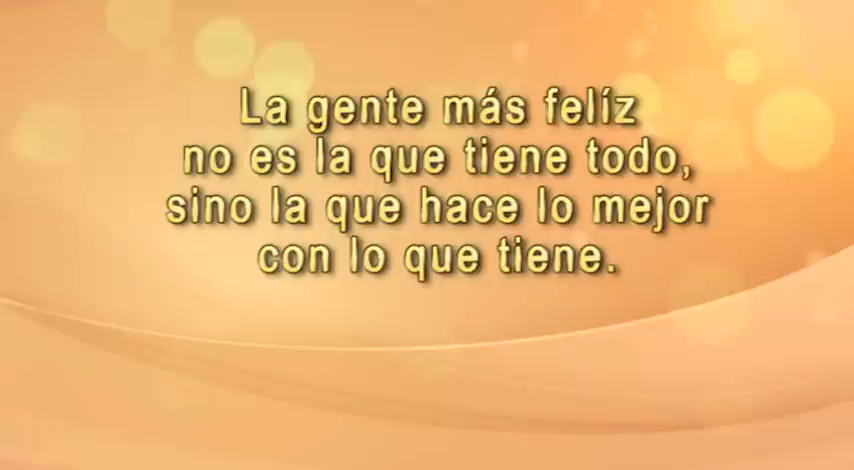 La gente más felíz
no es la que tiene todo,
sino la que hace lo mejor
con lo que tiene.